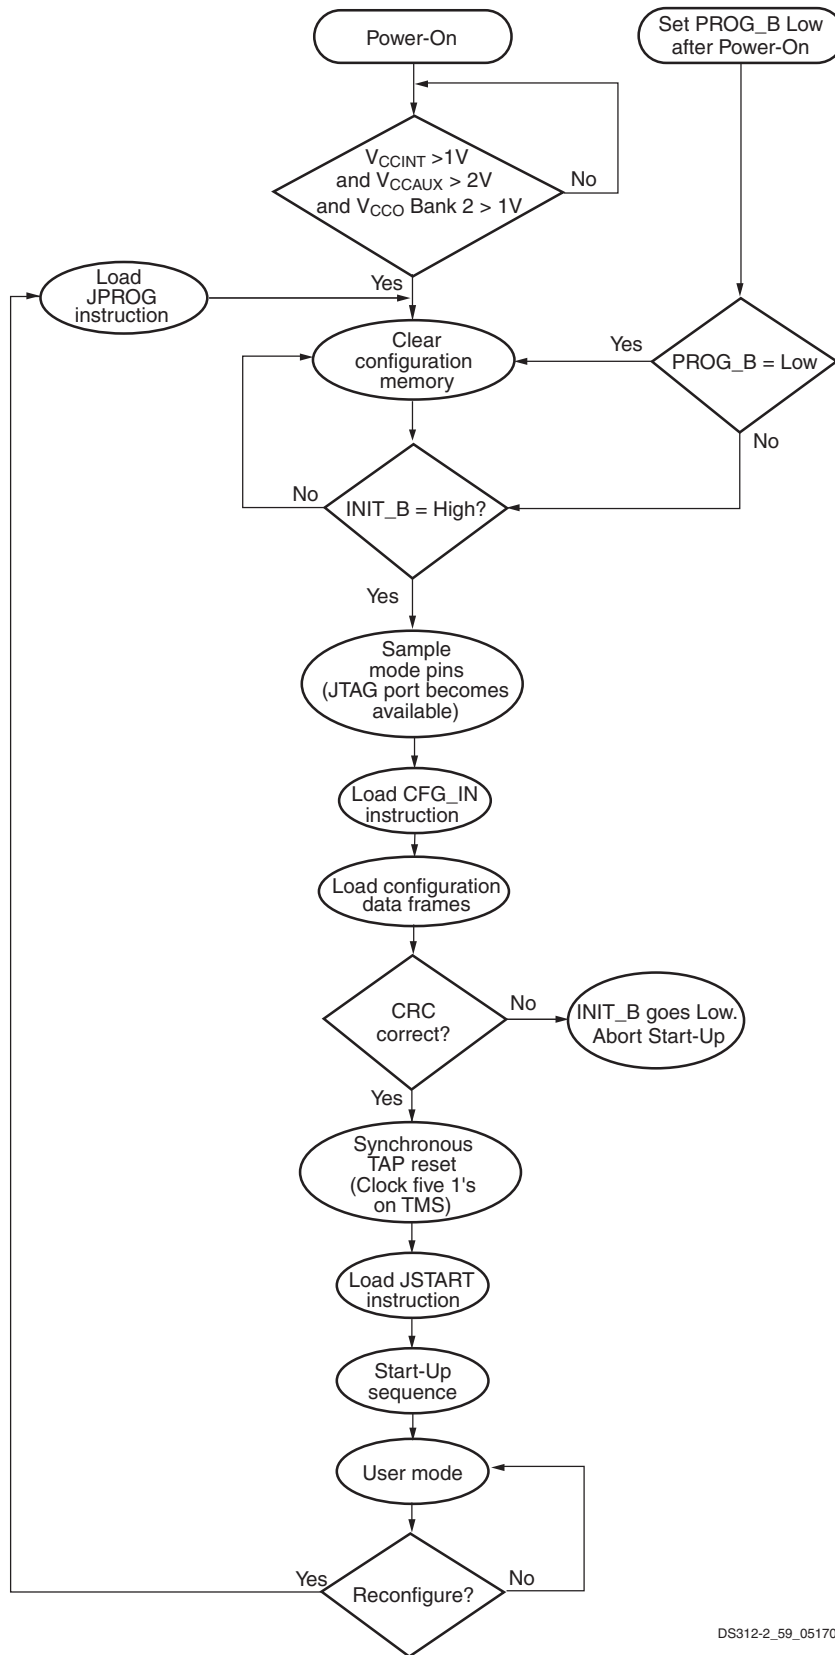 Power-On
Set PROG_B Low
after Power-On
V_CCINT >1V
and V_CCAUX > 2V
and V_CCO Bank 2 > 1V
No
Yes
Load
JPROG
instruction
Clear
configuration
memory
Yes
PROG_B = Low
No
No
INIT_B = High?
Yes
Sample
mode pins
(JTAG port becomes
available)
Load CFG_IN
instruction
Load configuration
data frames
CRC
correct?
No
INIT_B goes Low.
Abort Start-Up
Yes
Synchronous
TAP reset
(Clock five 1's
on TMS)
Load JSTART
instruction
Start-Up
sequence
User mode
Yes
Reconfigure?
No
DS312-2_59_05170